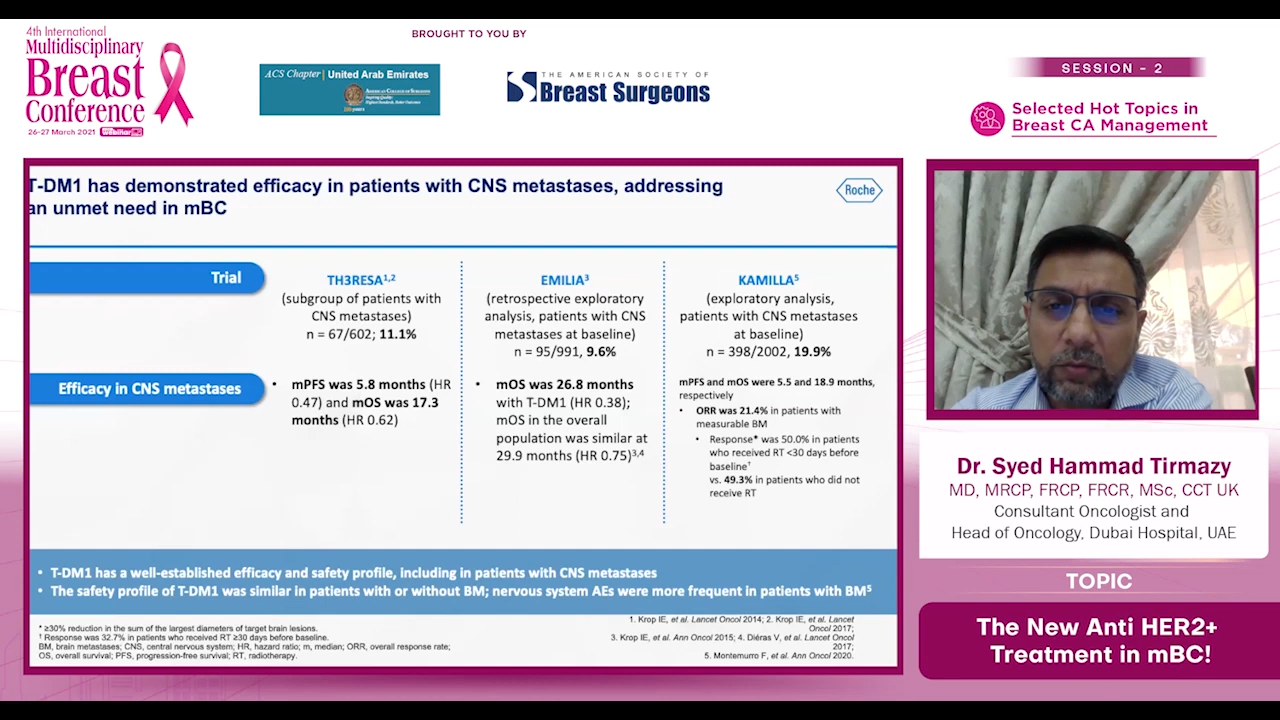 4th International
Multidisciplinary
Breast
Conference
26-27 March 2021 Webinar
BROUGHT TO YOU BY
ACS Chapter | United Arab Emirates
AMERICAN COLLEGE OF SURGEONS
Inspiring Quality:
Highest Standards, Better Outcomes
100+years
THE AMERICAN SOCIETY OF
Breast Surgeons
SESSION - 2
Selected Hot Topics in
Breast CA Management
T-DM1 has demonstrated efficacy in patients with CNS metastases, addressing
an unmet need in mBC
Roche
Trial
TH3RESA1,2
(subgroup of patients with
CNS metastases)
n = 67/602; 11.1%
EMILIA3
(retrospective exploratory
analysis, patients with CNS
metastases at baseline)
n = 95/991, 9.6%
KAMILLA5
(exploratory analysis,
patients with CNS metastases
at baseline)
n = 398/2002, 19.9%
Efficacy in CNS metastases
• mPFS was 5.8 months (HR
0.47) and mOS was 17.3
months (HR 0.62)
• mOS was 26.8 months
with T-DM1 (HR 0.38);
mOS in the overall
population was similar at
29.9 months (HR 0.75)3,4
mPFS and mOS were 5.5 and 18.9 months,
respectively
• ORR was 21.4% in patients with
measurable BM
• Response* was 50.0% in patients
who received RT <30 days before
baseline†
vs. 49.3% in patients who did not
receive RT
• T-DM1 has a well-established efficacy and safety profile, including in patients with CNS metastases
• The safety profile of T-DM1 was similar in patients with or without BM; nervous system AEs were more frequent in patients with BM5
* ≥30% reduction in the sum of the largest diameters of target brain lesions.
† Response was 32.7% in patients who received RT ≥30 days before baseline.
BM, brain metastases; CNS, central nervous system; HR, hazard ratio; m, median; ORR, overall response rate;
OS, overall survival; PFS, progression-free survival; RT, radiotherapy.
1. Krop IE, et al. Lancet Oncol 2014; 2. Krop IE, et al. Lancet
Oncol 2017;
3. Krop IE, et al. Ann Oncol 2015; 4. Diéras V, et al. Lancet Oncol
2017;
5. Montemurro F, et al. Ann Oncol 2020.
Dr. Syed Hammad Tirmazy
MD, MRCP, FRCP, FRCR, MSc, CCT UK
Consultant Oncologist and
Head of Oncology, Dubai Hospital, UAE
TOPIC
The New Anti HER2+
Treatment in mBC!